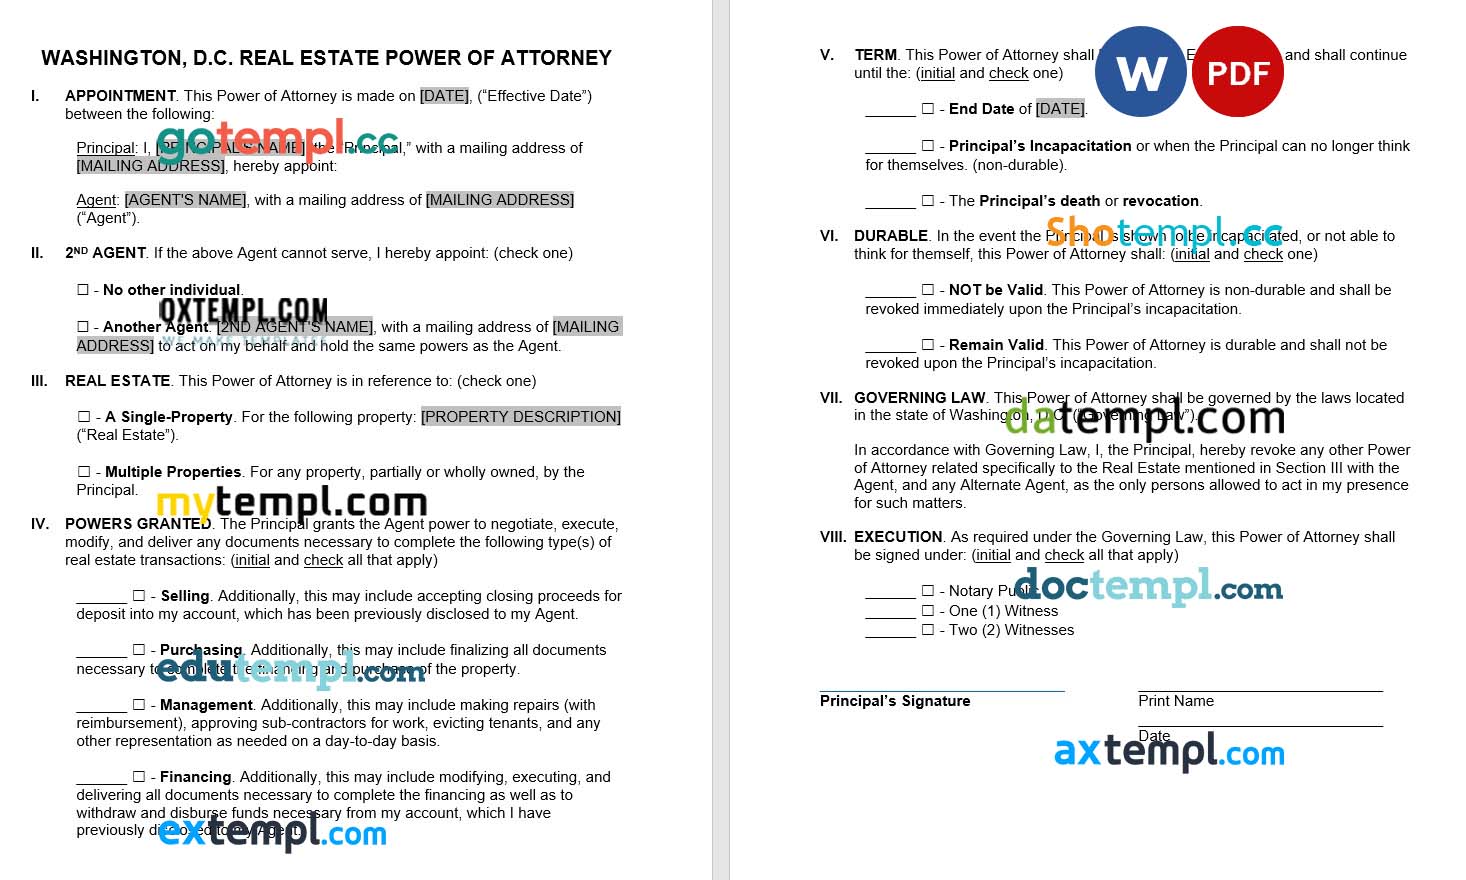 WASHINGTON, D.C. REAL ESTATE POWER OF ATTORNEY
I. APPOINTMENT. This Power of Attorney is made on [DATE], (“Effective Date”)
between the following:
gotempl.cc
Principal: I, [PRINCIPAL'S NAME] the “Principal,” with a mailing address of
[MAILING ADDRESS], hereby appoint:
Agent: [AGENT'S NAME], with a mailing address of [MAILING ADDRESS]
(“Agent”).
II. 2ND AGENT. If the above Agent cannot serve, I hereby appoint: (check one)
☐ - No other individual.
OXTEMPL.COM
WE MAKE TEMPLATES
☐ - Another Agent. [2ND AGENT'S NAME], with a mailing address of [MAILING
ADDRESS] to act on my behalf and hold the same powers as the Agent.
III. REAL ESTATE. This Power of Attorney is in reference to: (check one)
☐ - A Single-Property. For the following property: [PROPERTY DESCRIPTION]
(“Real Estate”).
☐ - Multiple Properties. For any property, partially or wholly owned, by the
Principal.
mytempl.com
IV. POWERS GRANTED. The Principal grants the Agent power to negotiate, execute,
modify, and deliver any documents necessary to complete the following type(s) of
real estate transactions: (initial and check all that apply)
______ ☐ - Selling. Additionally, this may include accepting closing proceeds for
deposit into my account, which has been previously disclosed to my Agent.
______ ☐ - Purchasing. Additionally, this may include finalizing all documents
necessary to complete the financing and purchase of the property.
edutempl.com
______ ☐ - Management. Additionally, this may include making repairs (with
reimbursement), approving sub-contractors for work, evicting tenants, and any
other representation as needed on a day-to-day basis.
______ ☐ - Financing. Additionally, this may include modifying, executing, and
delivering all documents necessary to complete the financing as well as to
withdraw and disburse funds necessary from my account, which I have
previously disclosed to my Agent.
extempl.com
V. TERM. This Power of Attorney shall and shall continue
until the: (initial and check one)
W
PDF
______ ☐ - End Date of [DATE].
______ ☐ - Principal’s Incapacitation or when the Principal can no longer think
for themselves. (non-durable).
______ ☐ - The Principal’s death or revocation.
Shotempl.cc
VI. DURABLE. In the event the Principal is shown to be incapacitated, or not able to
think for themself, this Power of Attorney shall: (initial and check one)
______ ☐ - NOT be Valid. This Power of Attorney is non-durable and shall be
revoked immediately upon the Principal’s incapacitation.
______ ☐ - Remain Valid. This Power of Attorney is durable and shall not be
revoked upon the Principal’s incapacitation.
VII. GOVERNING LAW. This Power of Attorney shall be governed by the laws located
in the state of Washington, D.C. (“Governing Law”).
datempl.com
In accordance with Governing Law, I, the Principal, hereby revoke any other Power
of Attorney related specifically to the Real Estate mentioned in Section III with the
Agent, and any Alternate Agent, as the only persons allowed to act in my presence
for such matters.
VIII. EXECUTION. As required under the Governing Law, this Power of Attorney shall
be signed under: (initial and check all that apply)
______ ☐ - Notary Public
doctempl.com
______ ☐ - One (1) Witness
______ ☐ - Two (2) Witnesses
Principal’s Signature
Print Name
Date
axtempl.com